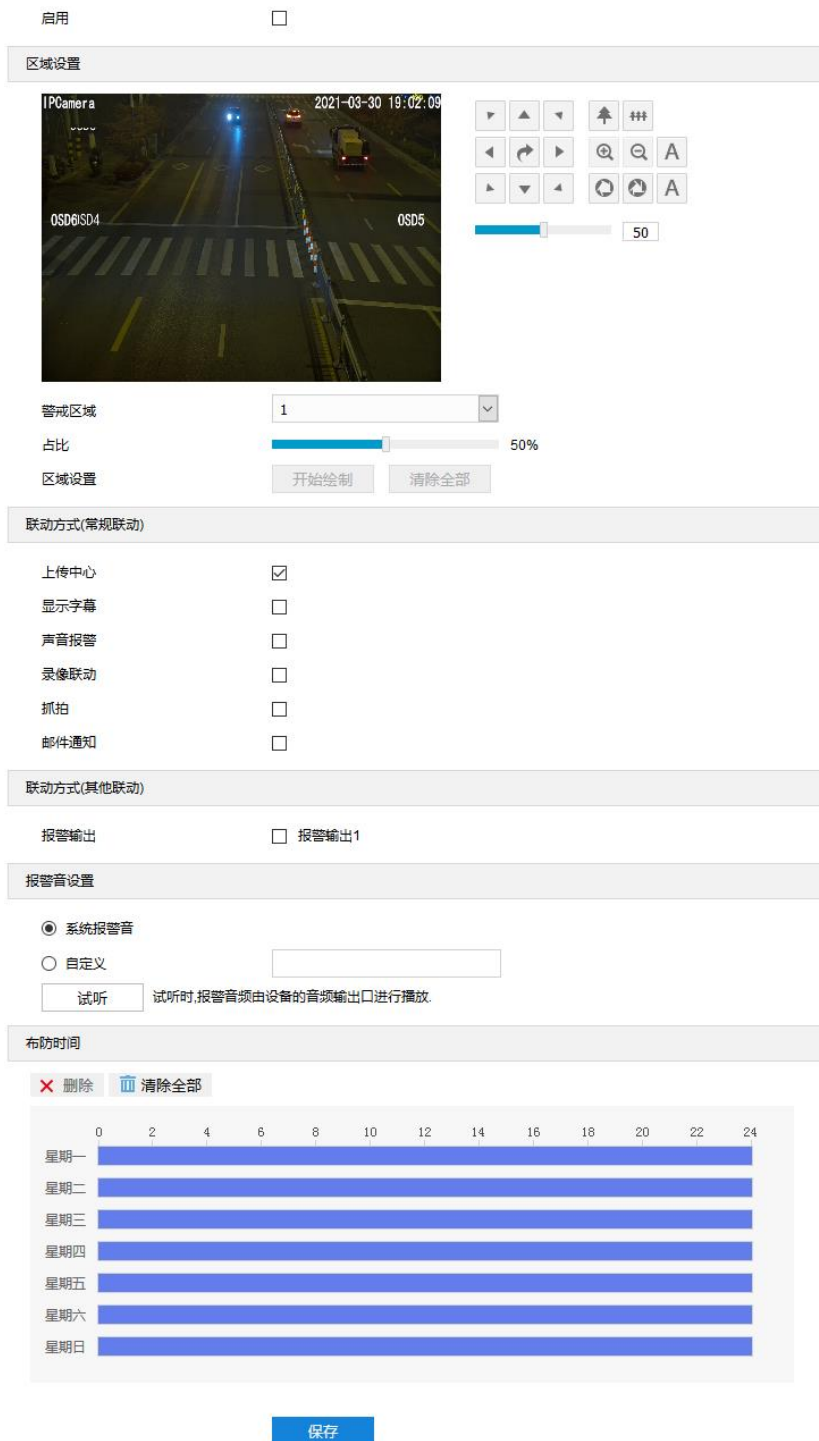 启用
区域设置
IPCamera 2021-03-30 19:02:09
OSD4 OSD5
A
A
50
警戒区域 1
占比 50%
区域设置 开始绘制 清除全部
联动方式(常规联动)
上传中心
显示字幕
声音报警
录像联动
抓拍
邮件通知
联动方式(其他联动)
报警输出 报警输出1
报警音设置
系统报警音
自定义
试听 试听时,报警音频由设备的音频输出口进行播放.
布防时间
删除 清除全部
0 2 4 6 8 10 12 14 16 18 20 22 24
星期一
星期二
星期三
星期四
星期五
星期六
星期日
保存